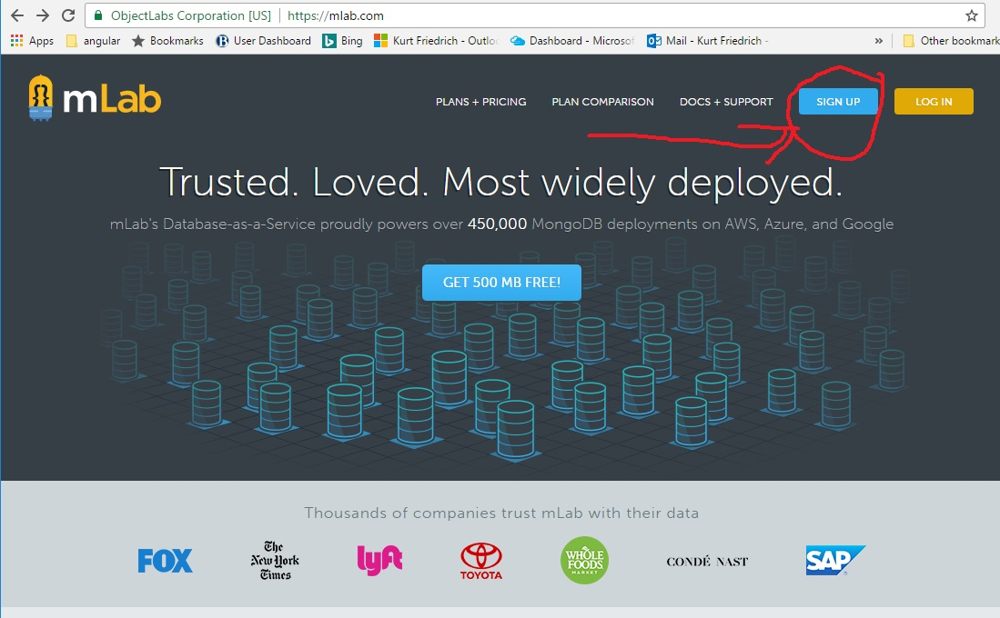 ObjectLabs Corporation [US] | https://mlab.com
Apps angular Bookmarks User Dashboard Bing Kurt Friedrich - Outlo Dashboard - Microsof Mail - Kurt Friedrich - » Other bookmark
mLab
PLANS + PRICING PLAN COMPARISON DOCS + SUPPORT SIGN UP LOG IN
Trusted. Loved. Most widely deployed.
mLab's Database-as-a-Service proudly powers over 450,000 MongoDB deployments on AWS, Azure, and Google
GET 500 MB FREE!
Thousands of companies trust mLab with their data
FOX
The
New York
Times
lyft
TOYOTA
WHOLE
FOODS
MARKET
CONDÉ NAST
SAP